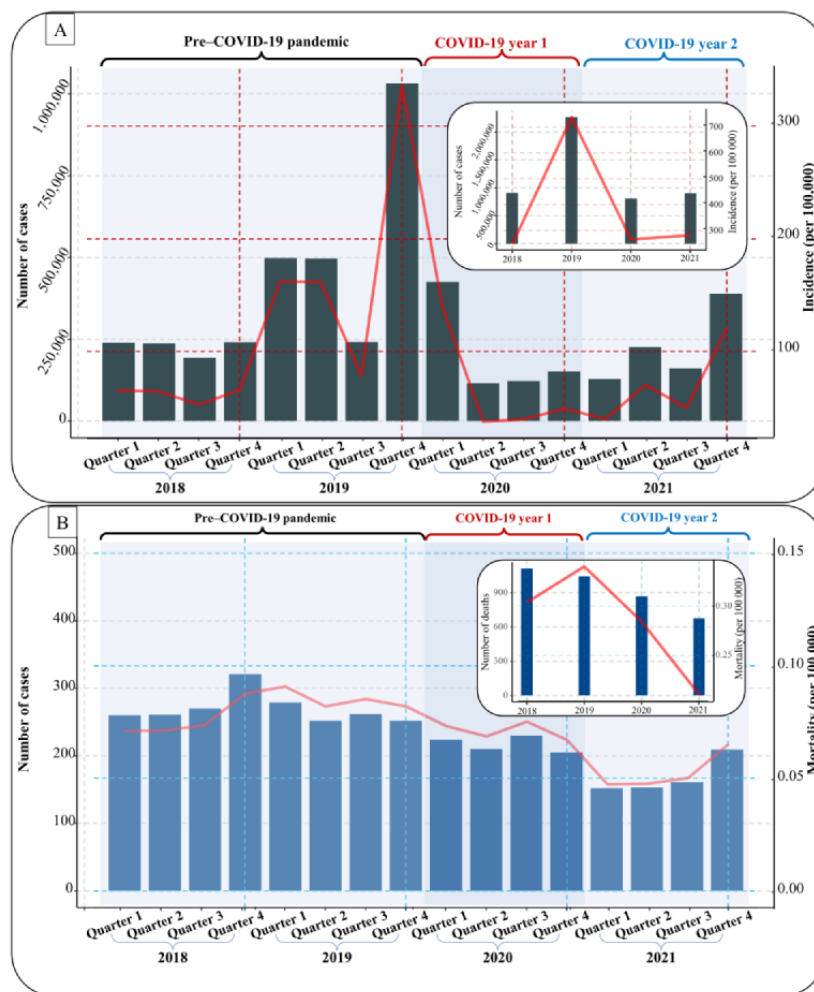 A
Pre–COVID-19 pandemic
COVID-19 year 1
COVID-19 year 2
Number of cases
1,000,000
750,000
500,000
250,000
0
Incidence (per 100,000)
300
200
100
Number of cases
2,000,000
1,500,000
1,000,000
500,000
0
Incidence (per 100 000)
700
600
500
400
300
2018 2019 2020 2021
Quarter 1 Quarter 2 Quarter 3 Quarter 4 Quarter 1 Quarter 2 Quarter 3 Quarter 4 Quarter 1 Quarter 2 Quarter 3 Quarter 4 Quarter 1 Quarter 2 Quarter 3 Quarter 4
2018 2019 2020 2021
B
Pre–COVID-19 pandemic
COVID-19 year 1
COVID-19 year 2
Number of cases
500
400
300
200
100
0
Mortality (per 100,000)
0.15
0.10
0.05
0.00
Number of deaths
900
600
300
0
Mortality (per 100 000)
0.30
0.25
2018 2019 2020 2021
Quarter 1 Quarter 2 Quarter 3 Quarter 4 Quarter 1 Quarter 2 Quarter 3 Quarter 4 Quarter 1 Quarter 2 Quarter 3 Quarter 4 Quarter 1 Quarter 2 Quarter 3 Quarter 4
2018 2019 2020 2021